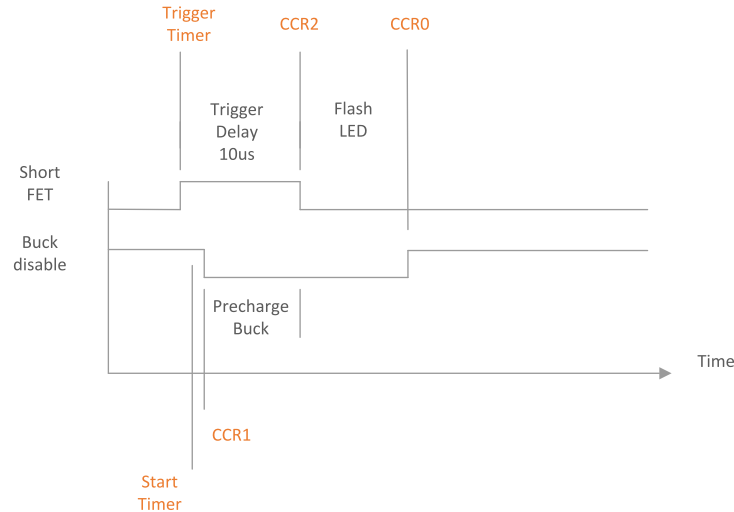 Trigger
Timer
CCR2
CCR0
Trigger
Delay
10us
Flash
LED
Short
FET
Buck
disable
Precharge
Buck
Time
CCR1
Start
Timer